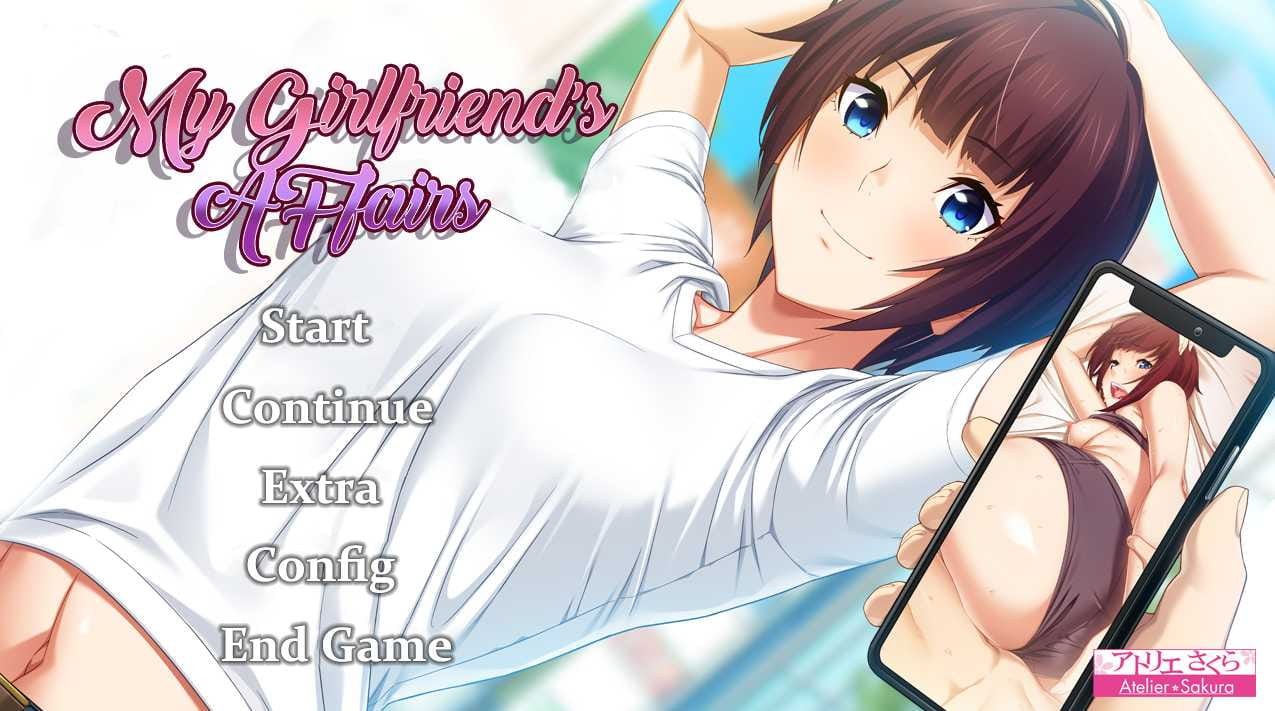 My Girlfriend's
Affairs
Start
Continue
Extra
Config
End Game
アトリエさくら
Atelier★Sakura